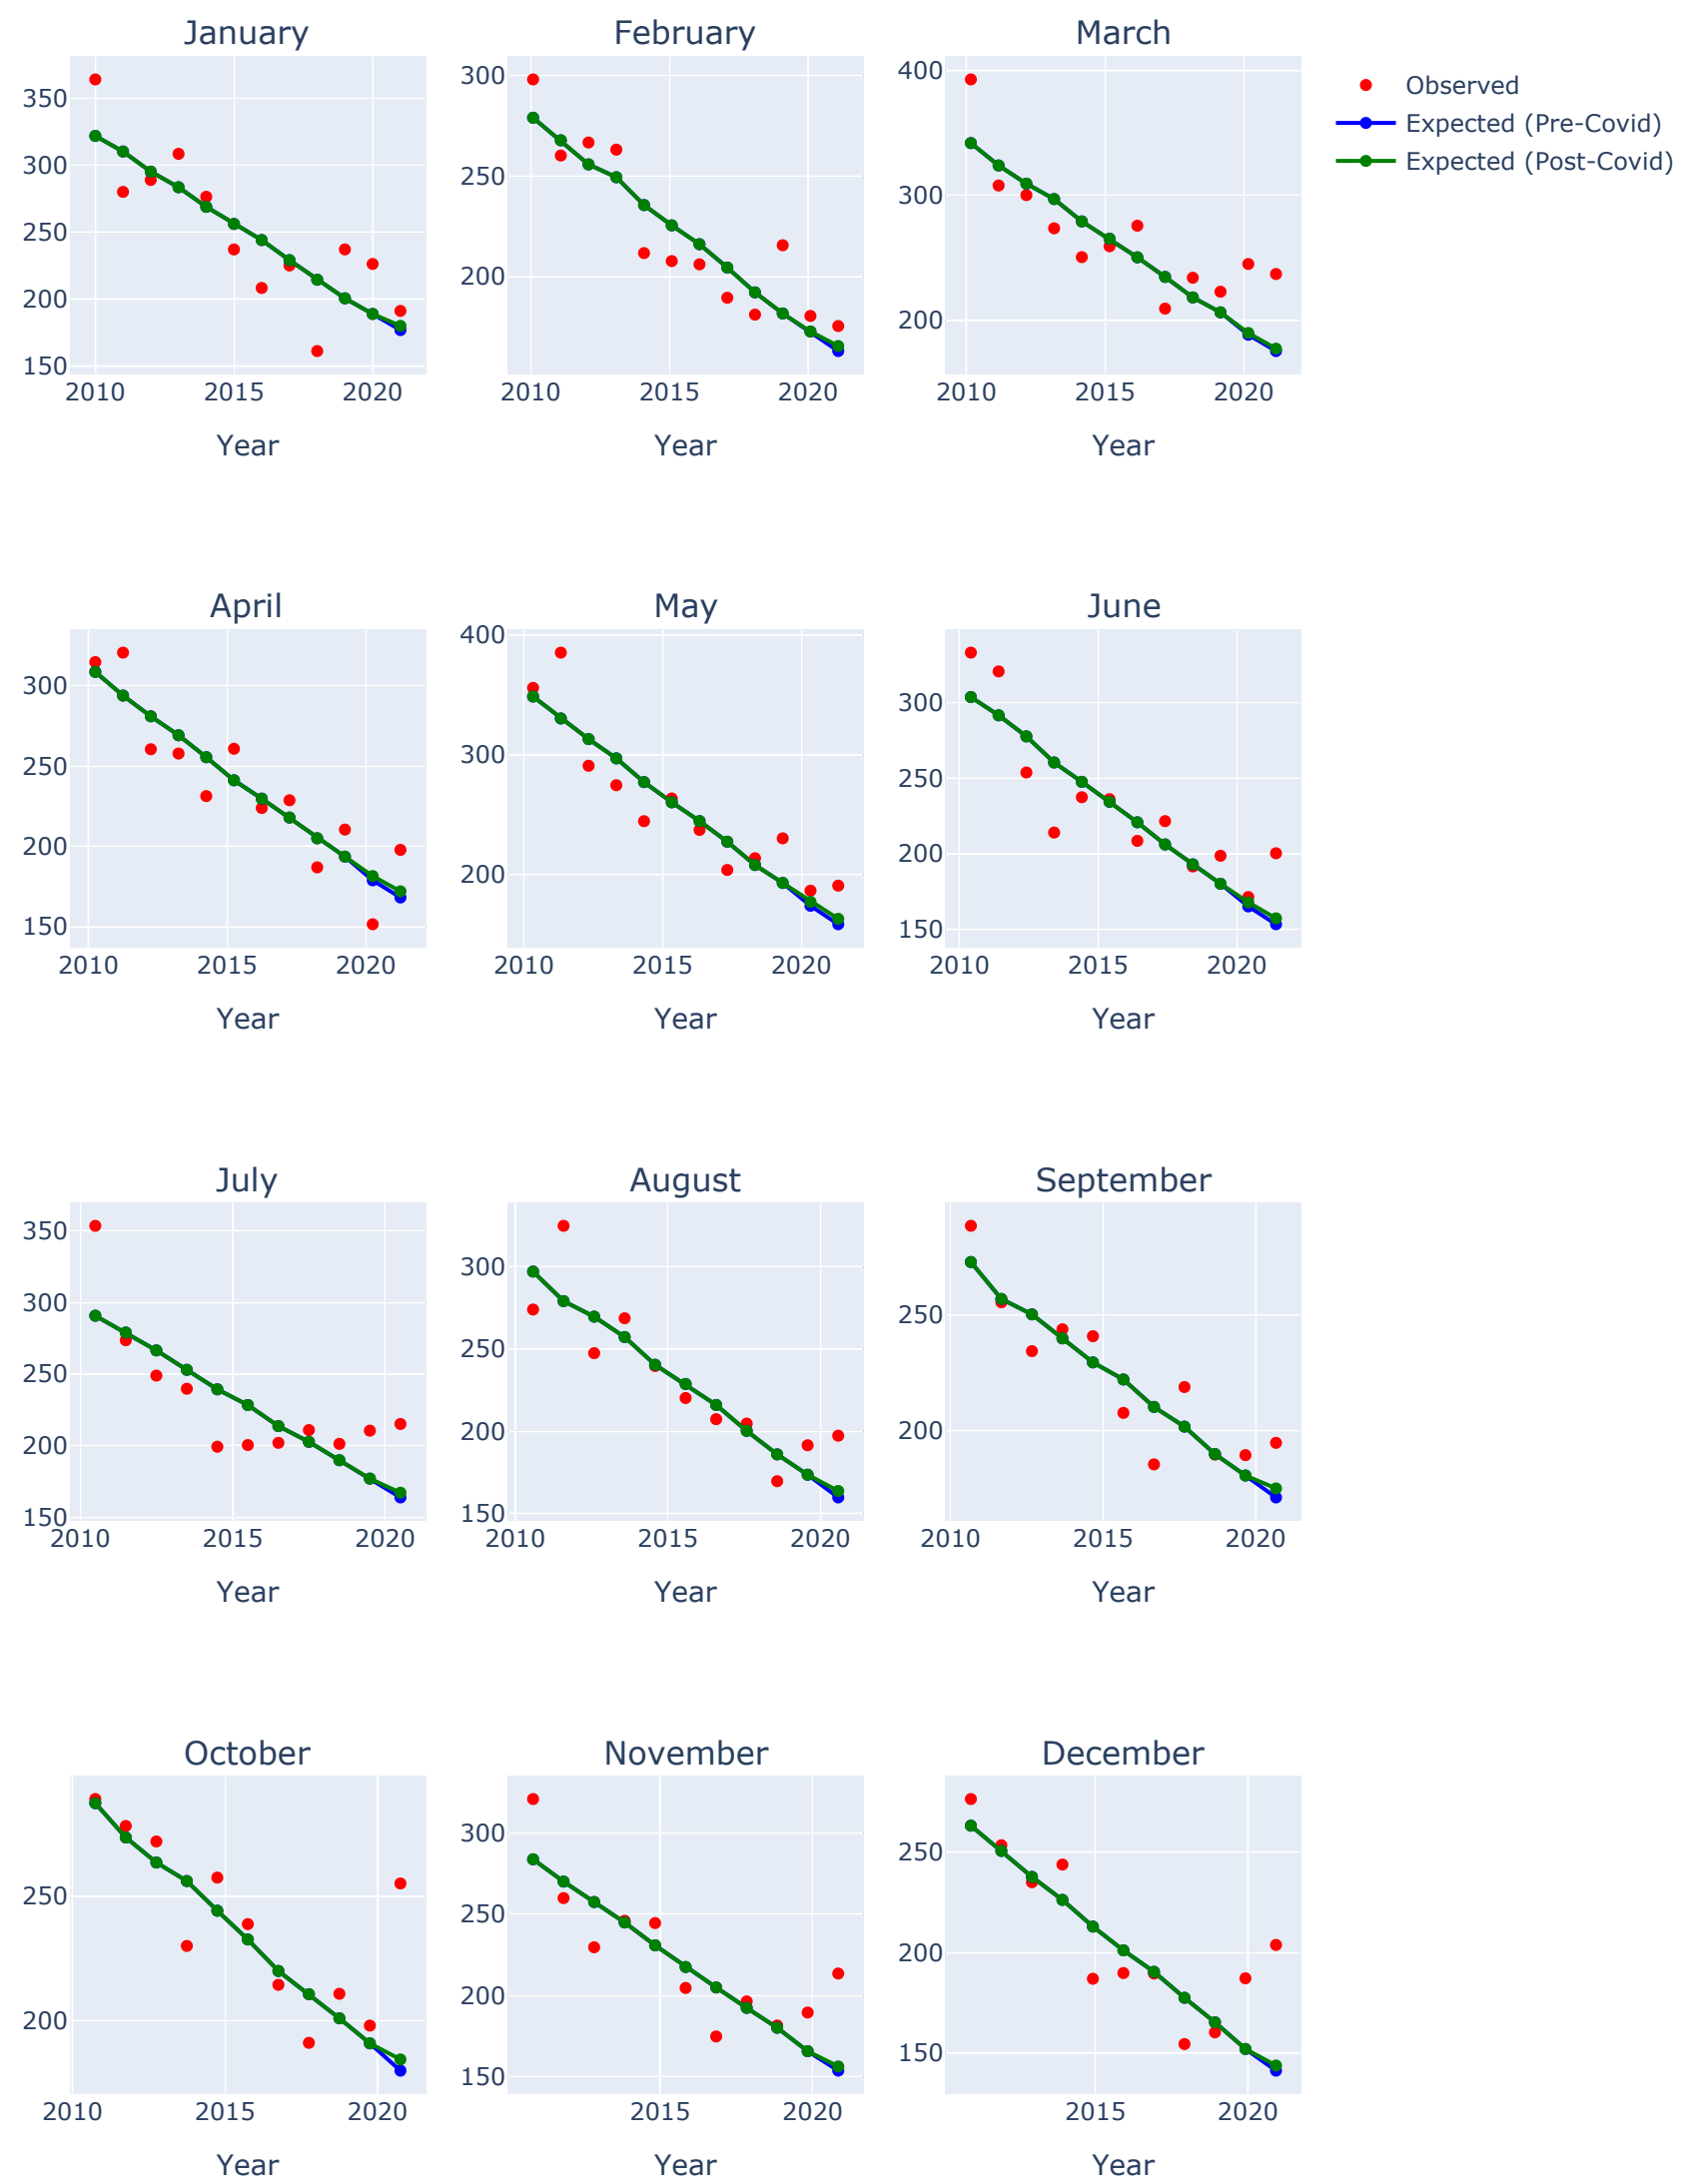 January February March
350
300
250
200
150
2010 2015 2020
Year
300
250
200
2010 2015 2020
Year
400
300
200
2010 2015 2020
Year
Observed
Expected (Pre-Covid)
Expected (Post-Covid)
April May June
300
250
200
150
2010 2015 2020
Year
400
300
200
2010 2015 2020
Year
300
250
200
150
2010 2015 2020
Year
July August September
350
300
250
200
150
2010 2015 2020
Year
300
250
200
150
2010 2015 2020
Year
250
200
2010 2015 2020
Year
October November December
250
200
2010 2015 2020
Year
300
250
200
150
2015 2020
Year
250
200
150
2015 2020
Year